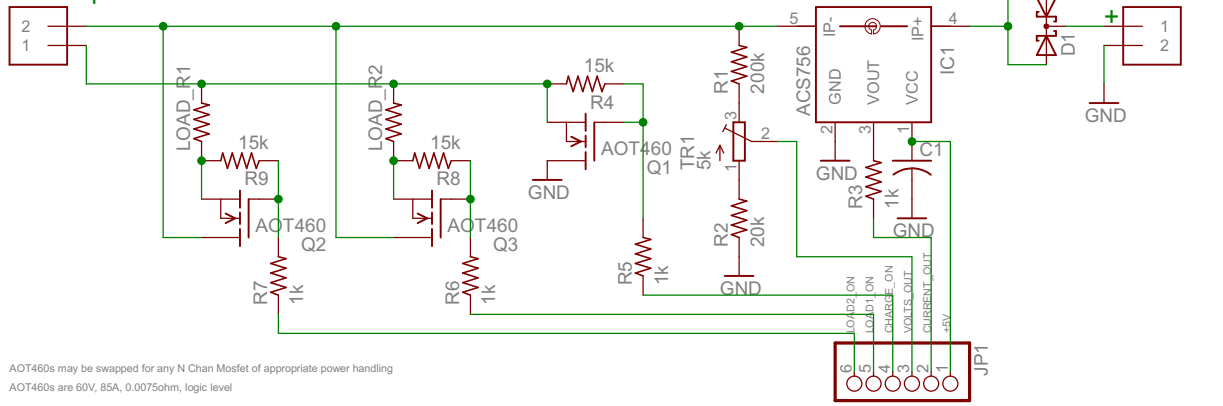 +
2
1
5
IP-
IP+
4
IC1
ACS756
GND
VOUT
VCC
2
3
1
D1
+
1
2
GND
LOAD_R1
LOAD_R2
15k
R4
R1
200k
3
2
1
TR1
5k
AOT460
Q1
GND
15k
R9
15k
R8
AOT460
Q2
AOT460
Q3
GND
R3
1k
C1
GND
R2
20k
GND
R7
1k
R6
1k
R5
1k
LOAD2_ON
LOAD1_ON
CHARGE_ON
VOLTS_OUT
CURRENT_OUT
+5V
6
5
4
3
2
1
JP1
AOT460s may be swapped for any N Chan Mosfet of appropriate power handling
AOT460s are 60V, 85A, 0.0075ohm, logic level